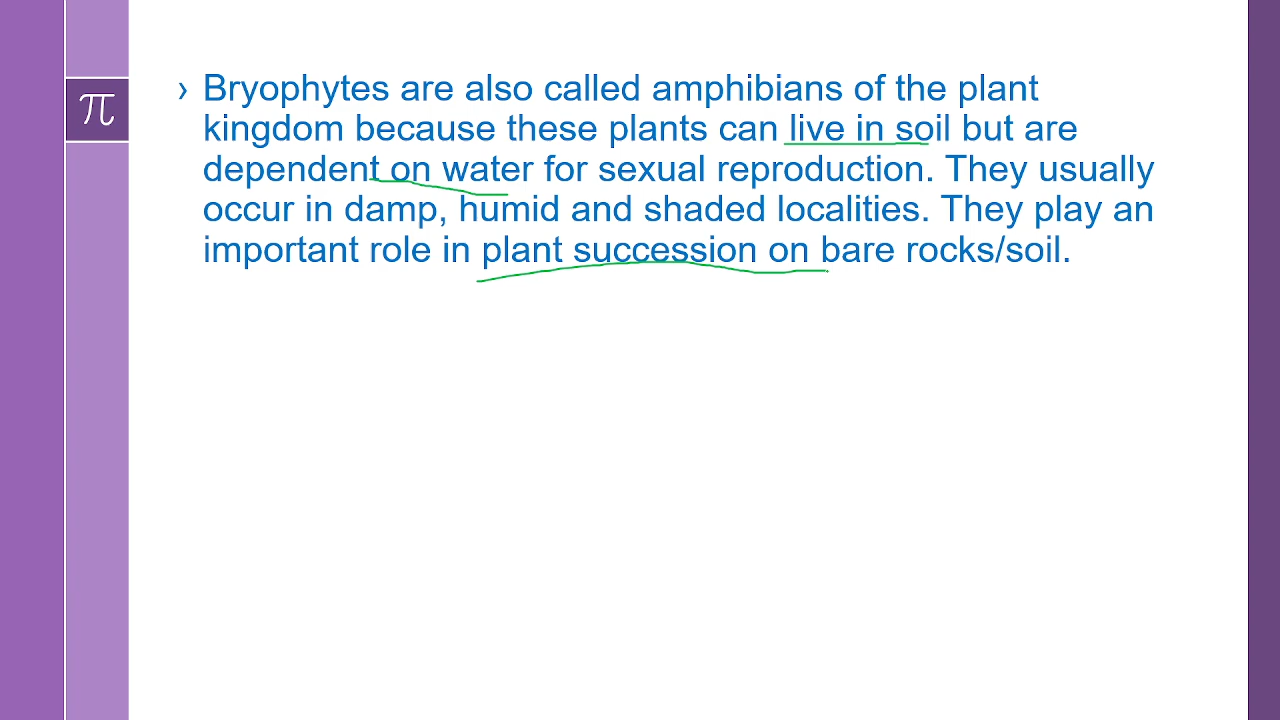 π
› Bryophytes are also called amphibians of the plant
kingdom because these plants can live in soil but are
dependent on water for sexual reproduction. They usually
occur in damp, humid and shaded localities. They play an
important role in plant succession on bare rocks/soil.